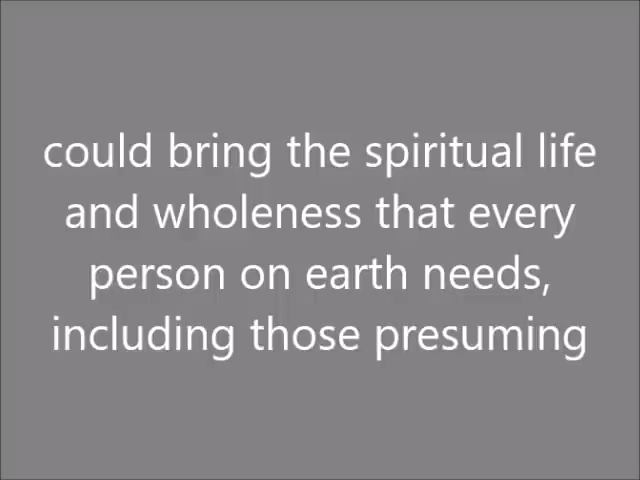 could bring the spiritual life
and wholeness that every
person on earth needs,
including those presuming